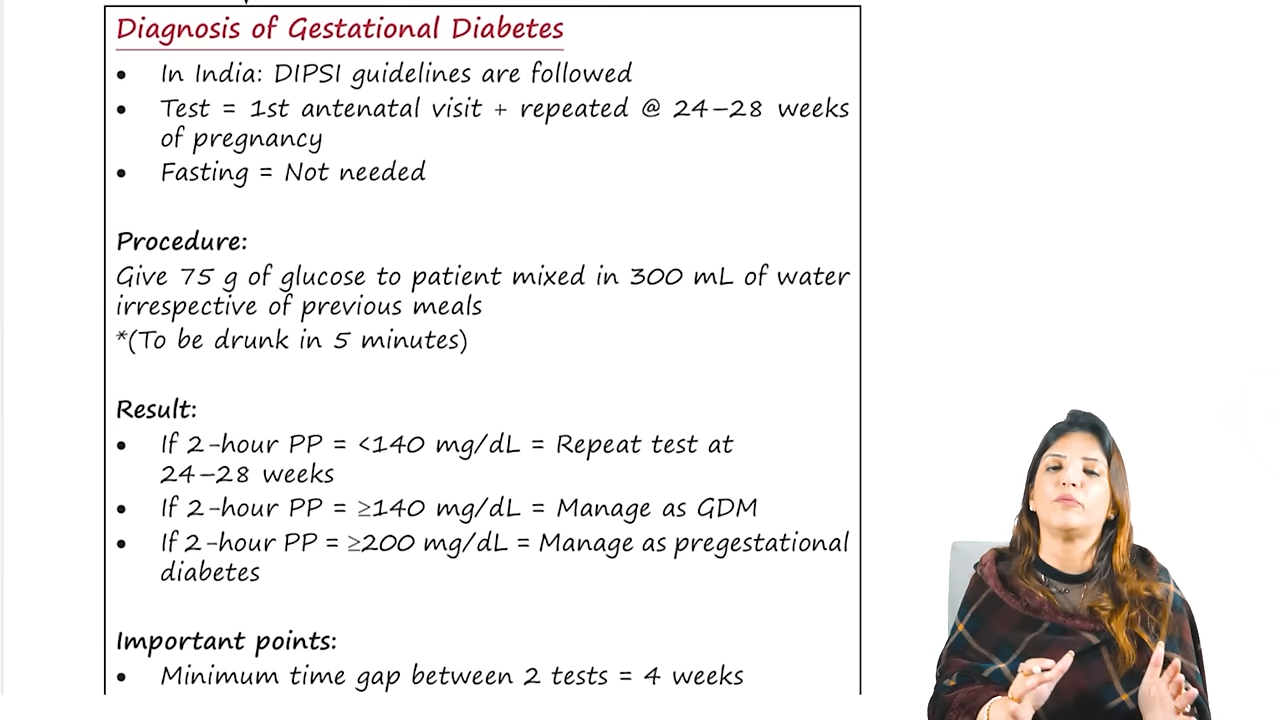 Diagnosis of Gestational Diabetes
• In India: DIPSI guidelines are followed
• Test = 1st antenatal visit + repeated @ 24–28 weeks
of pregnancy
• Fasting = Not needed
Procedure:
Give 75 g of glucose to patient mixed in 300 mL of water
irrespective of previous meals
*(To be drunk in 5 minutes)
Result:
• If 2-hour PP = <140 mg/dL = Repeat test at
24–28 weeks
• If 2-hour PP = ≥140 mg/dL = Manage as GDM
• If 2-hour PP = ≥200 mg/dL = Manage as pregestational
diabetes
Important points:
• Minimum time gap between 2 tests = 4 weeks